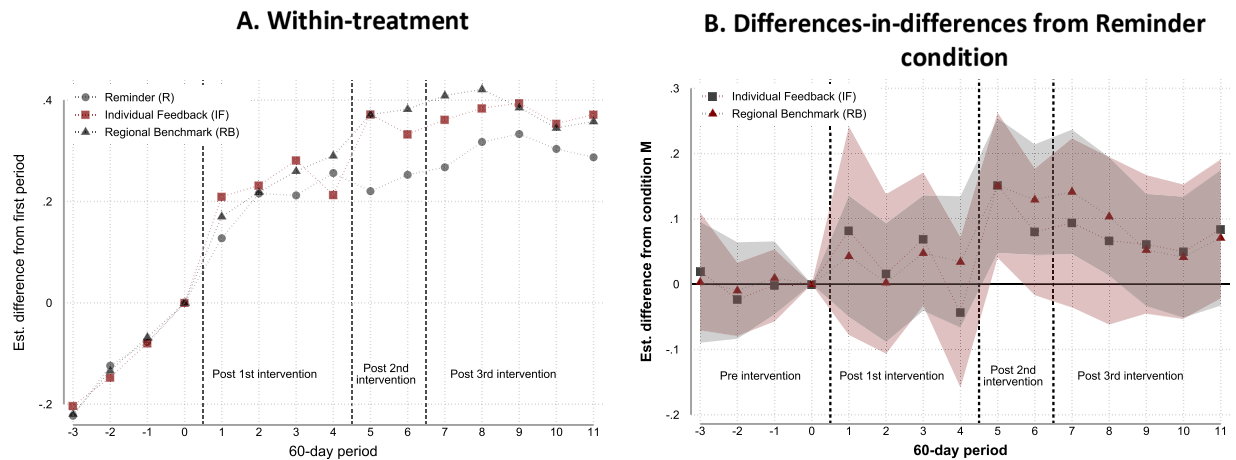 A. Within-treatment
Reminder (R)
Individual Feedback (IF)
Regional Benchmark (RB)
Est. difference from first period
.4
.2
0
-.2
Post 1st intervention
Post 2nd
intervention
Post 3rd intervention
-3 -2 -1 0 1 2 3 4 5 6 7 8 9 10 11
60-day period
B. Differences-in-differences from Reminder
condition
Individual Feedback (IF)
Regional Benchmark (RB)
Est. difference from condition M
.3
.2
.1
0
-.1
-.2
Pre intervention
Post 1st intervention
Post 2nd
intervention
Post 3rd intervention
-3 -2 -1 0 1 2 3 4 5 6 7 8 9 10 11
60-day period